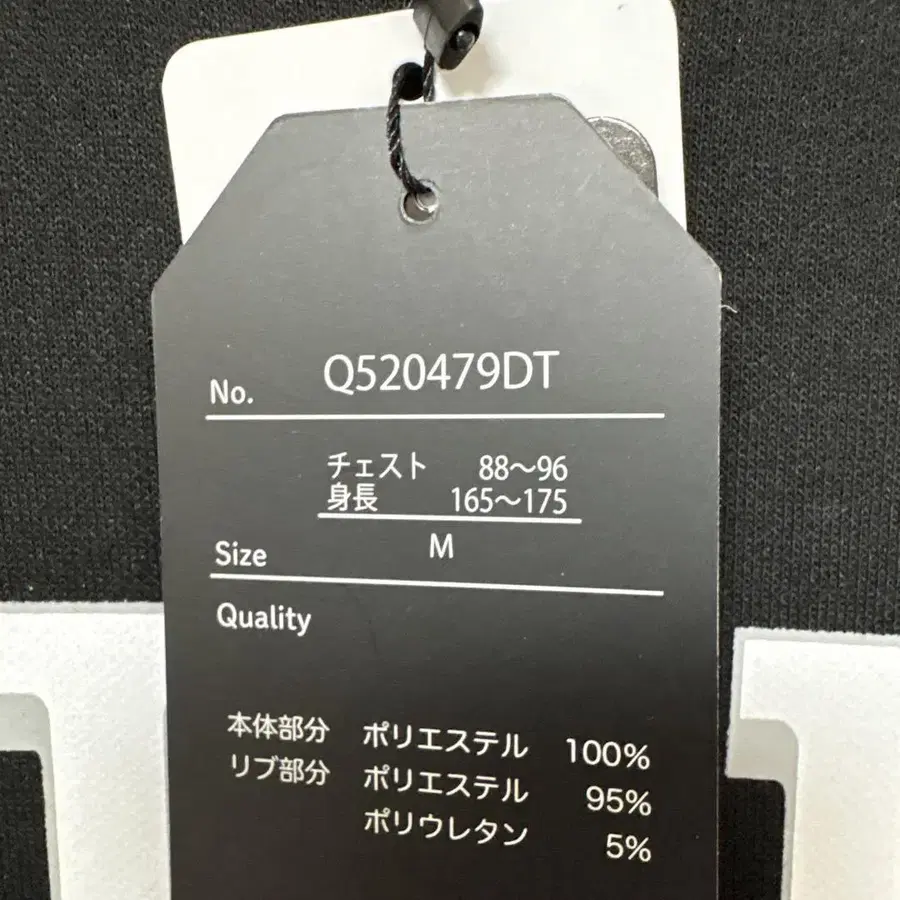 No. Q520479DT
チェスト 88～96
身長 165～175
Size M
Quality
本体部分 ポリエステル 100%
リブ部分 ポリエステル 95%
ポリウレタン 5%